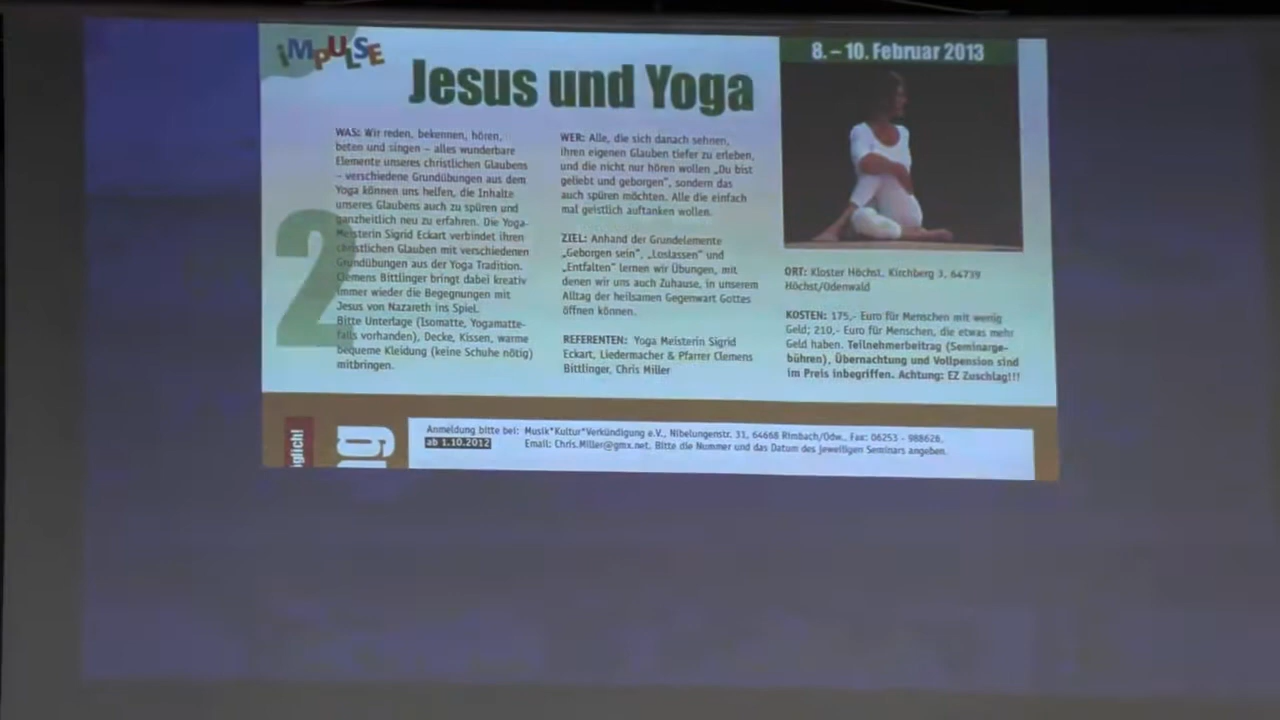 iMPULSE
Jesus und Yoga
WAS: Wir reden, bekennen, hören,
beten und singen – alles wunderbare
Elemente unseres christlichen Glaubens
– verschiedene Grundübungen aus dem
Yoga können uns helfen, die Inhalte
unseres Glaubens auch zu spüren und
ganzheitlich neu zu erfahren. Die Yoga-
Meisterin Sigrid Eckart verbindet ihren
christlichen Glauben mit verschiedenen
Grundübungen aus der Yoga Tradition.
Clemens Bittlinger bringt dabei kreativ
immer wieder die Begegnungen mit
Jesus von Nazareth ins Spiel.
Bitte Unterlage (Isomatte, Yogamatte-
falls vorhanden), Decke, Kissen, warme
bequeme Kleidung (keine Schuhe nötig)
mitbringen.
2
WER: Alle, die sich danach sehnen,
ihren eigenen Glauben tiefer zu erleben,
und die nicht nur hören wollen „Du bist
geliebt und geborgen“, sondern das
auch spüren möchten. Alle die einfach
mal geistlich auftanken wollen.
ZIEL: Anhand der Grundelemente
„Geborgen sein“, „Loslassen“ und
„Entfalten“ lernen wir Übungen, mit
denen wir uns auch Zuhause, in unserem
Alltag der heilsamen Gegenwart Gottes
öffnen können.
REFERENTEN: Yoga Meisterin Sigrid
Eckart, Liedermacher & Pfarrer Clemens
Bittlinger, Chris Miller
8. – 10. Februar 2013
ORT: Kloster Höchst, Kirchberg 3, 64739
Höchst/Odenwald
KOSTEN: 175,- Euro für Menschen mit wenig
Geld; 210,- Euro für Menschen, die etwas mehr
Geld haben. Teilnehmerbeitrag (Seminarge-
bühren), Übernachtung und Vollpension sind
im Preis inbegriffen. Achtung: EZ Zuschlag!!!
glich!
ng
Anmeldung bitte bei: Musik*Kultur*Verkündigung e.V., Nibelungenstr. 31, 64668 Rimbach/Odw., Fax: 06253 - 988626,
ab 1.10.2012 Email: Chris.Miller@gmx.net. Bitte die Nummer und das Datum des jeweiligen Seminars angeben.